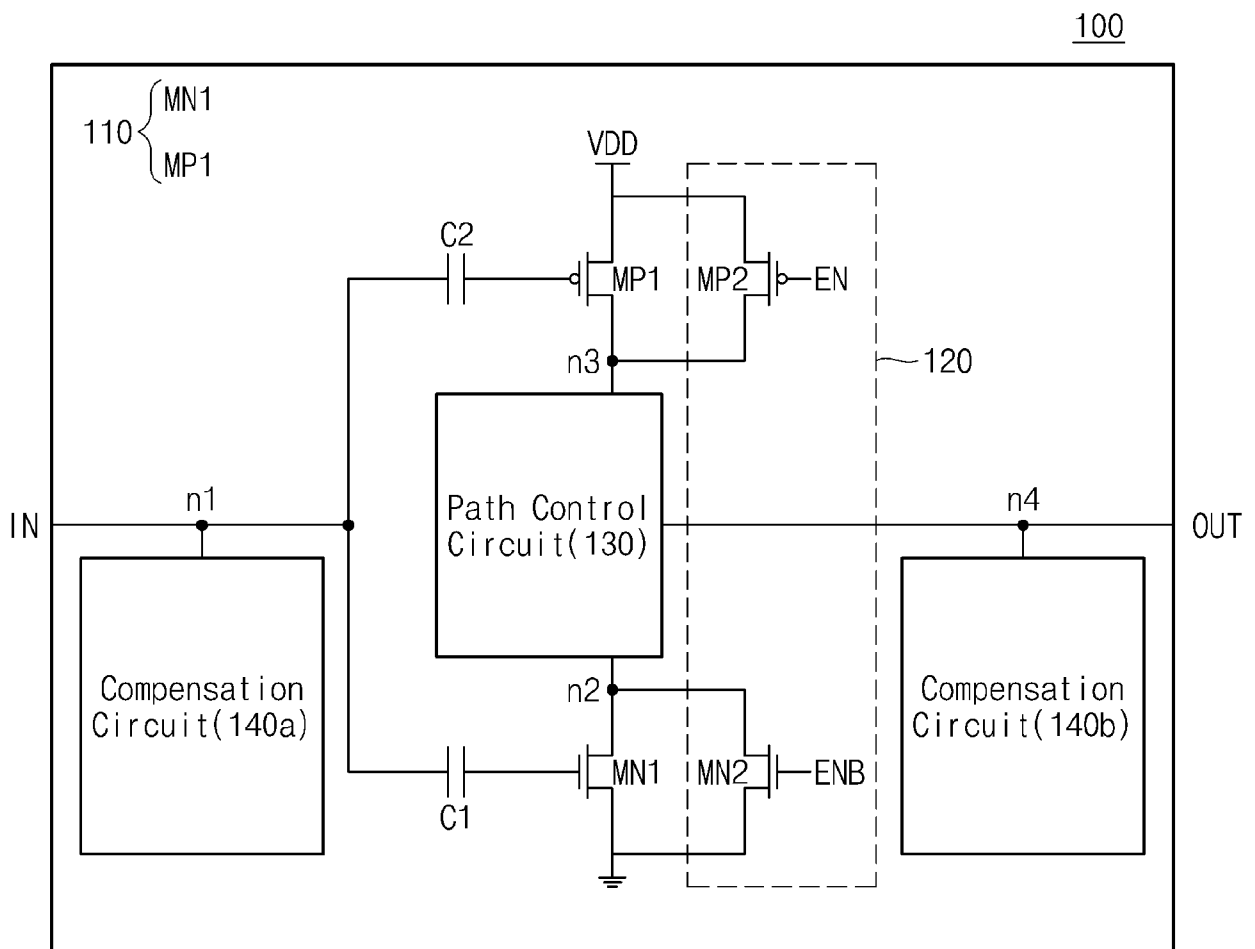 100
MN1
110
MP1
VDD
C2
MP1
MP2
EN
n3
120
IN
n1
Path Control
Circuit(130)
n4
OUT
Compensation
Circuit(140a)
n2
Compensation
Circuit(140b)
C1
MN1
MN2
ENB